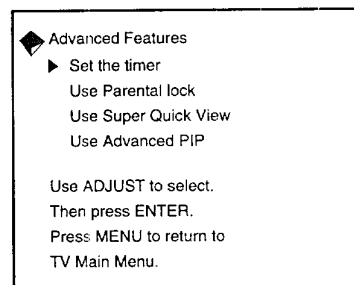 Advanced Features
Set the timer
Use Parental lock
Use Super Quick View
Use Advanced PIP
Use ADJUST to select.
Then press ENTER.
Press MENU to return to
TV Main Menu.